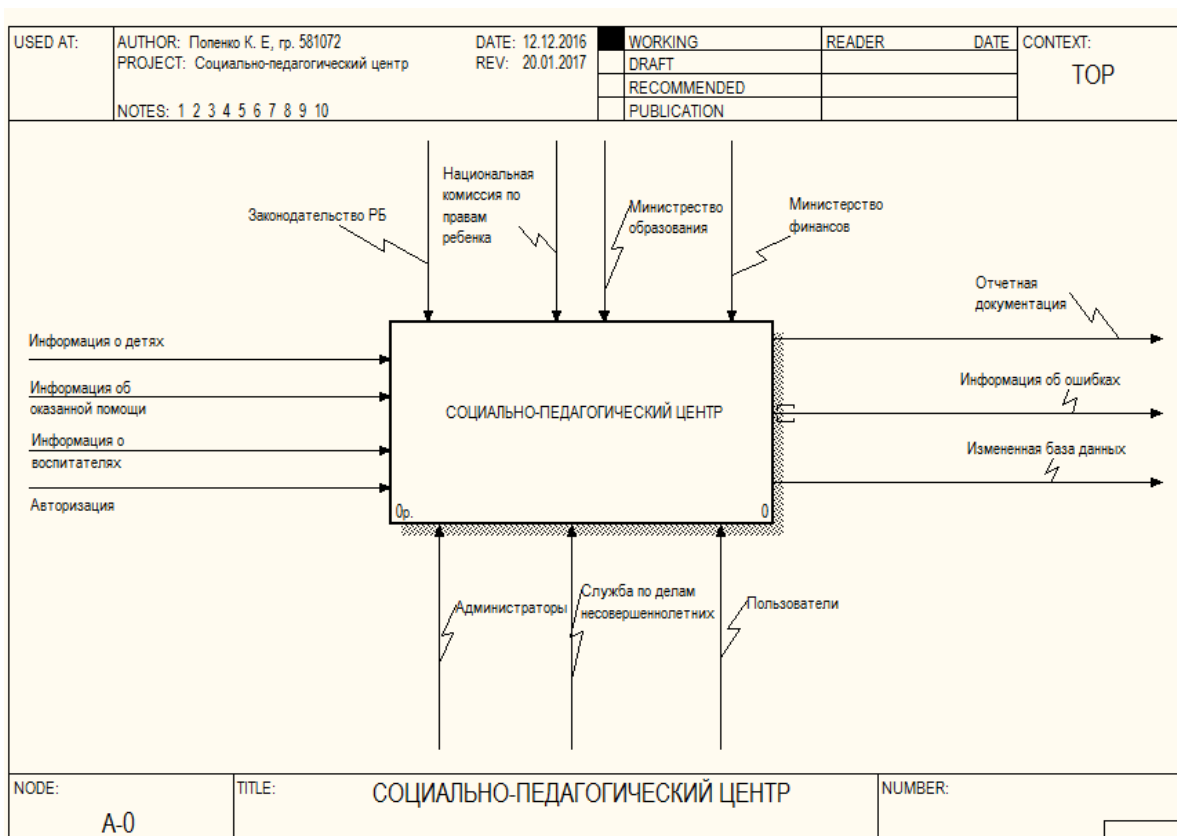 USED AT:
AUTHOR: Попенко К. Е, гр. 581072
DATE: 12.12.2016
PROJECT: Социально-педагогический центр
REV: 20.01.2017
NOTES: 1 2 3 4 5 6 7 8 9 10
WORKING
DRAFT
RECOMMENDED
PUBLICATION
READER
DATE
CONTEXT:
TOP
Законодательство РБ
Национальная
комиссия по
правам
ребенка
Министрество
образования
Министерство
финансов
Информация о детях
Информация об
оказанной помощи
Информация о
воспитателях
Авторизация
СОЦИАЛЬНО-ПЕДАГОГИЧЕСКИЙ ЦЕНТР
0р.
0
Отчетная
документация
Информация об ошибках
Измененная база данных
Администраторы
Служба по делам
несовершеннолетних
Пользователи
NODE:
A-0
TITLE:
СОЦИАЛЬНО-ПЕДАГОГИЧЕСКИЙ ЦЕНТР
NUMBER: